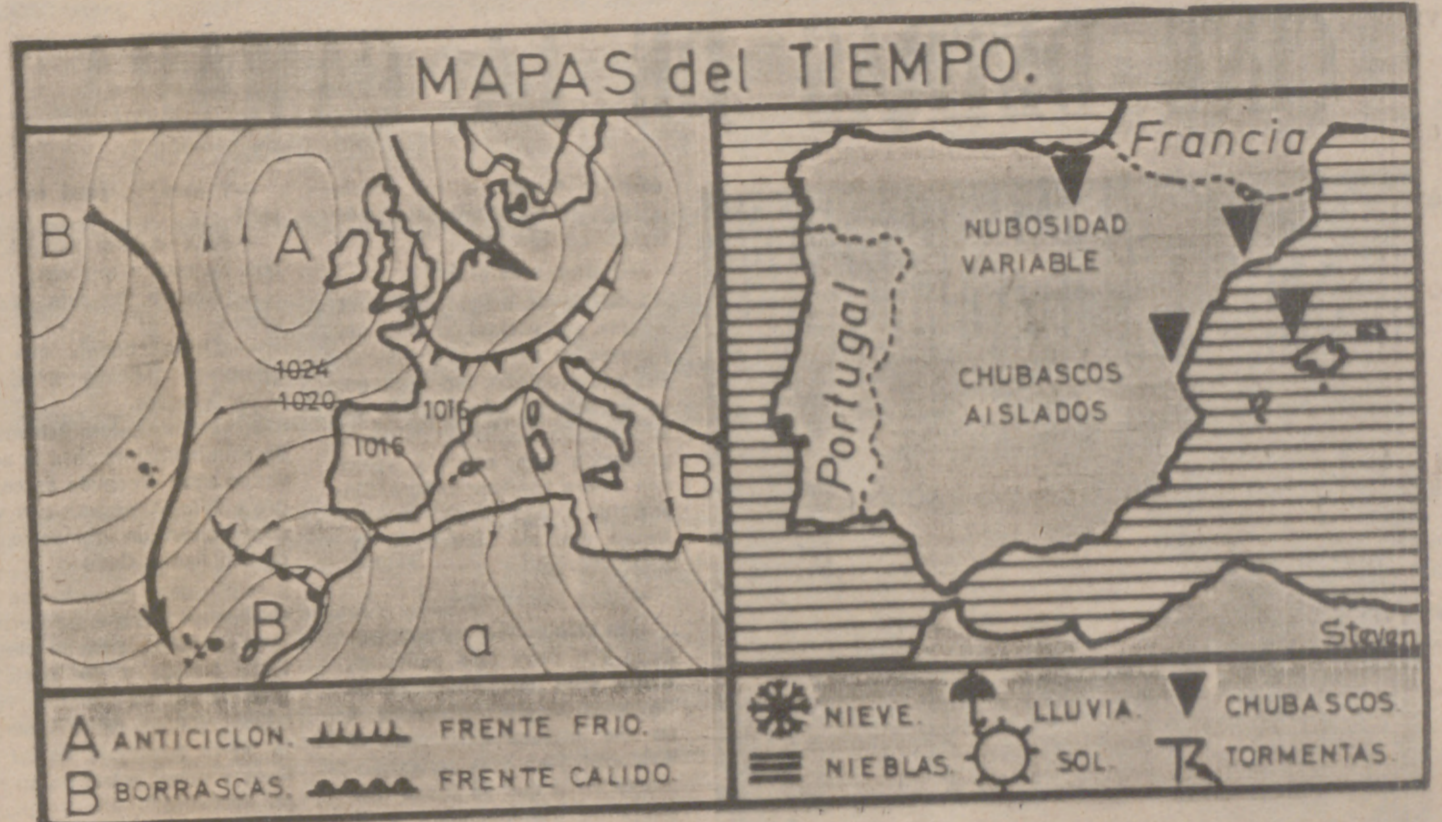 MAPAS del TIEMPO.
B
A
1024
1020
1016
1016
B
B
a
Francia
NUBOSIDAD
VARIABLE
Portugal
CHUBASCOS
AISLADOS
Steven
A ANTICICLON. FRENTE FRIO.
B BORRASCAS. FRENTE CALIDO.
NIEVE. LLUVIA. CHUBASCOS.
NIEBLAS. SOL. TORMENTAS.